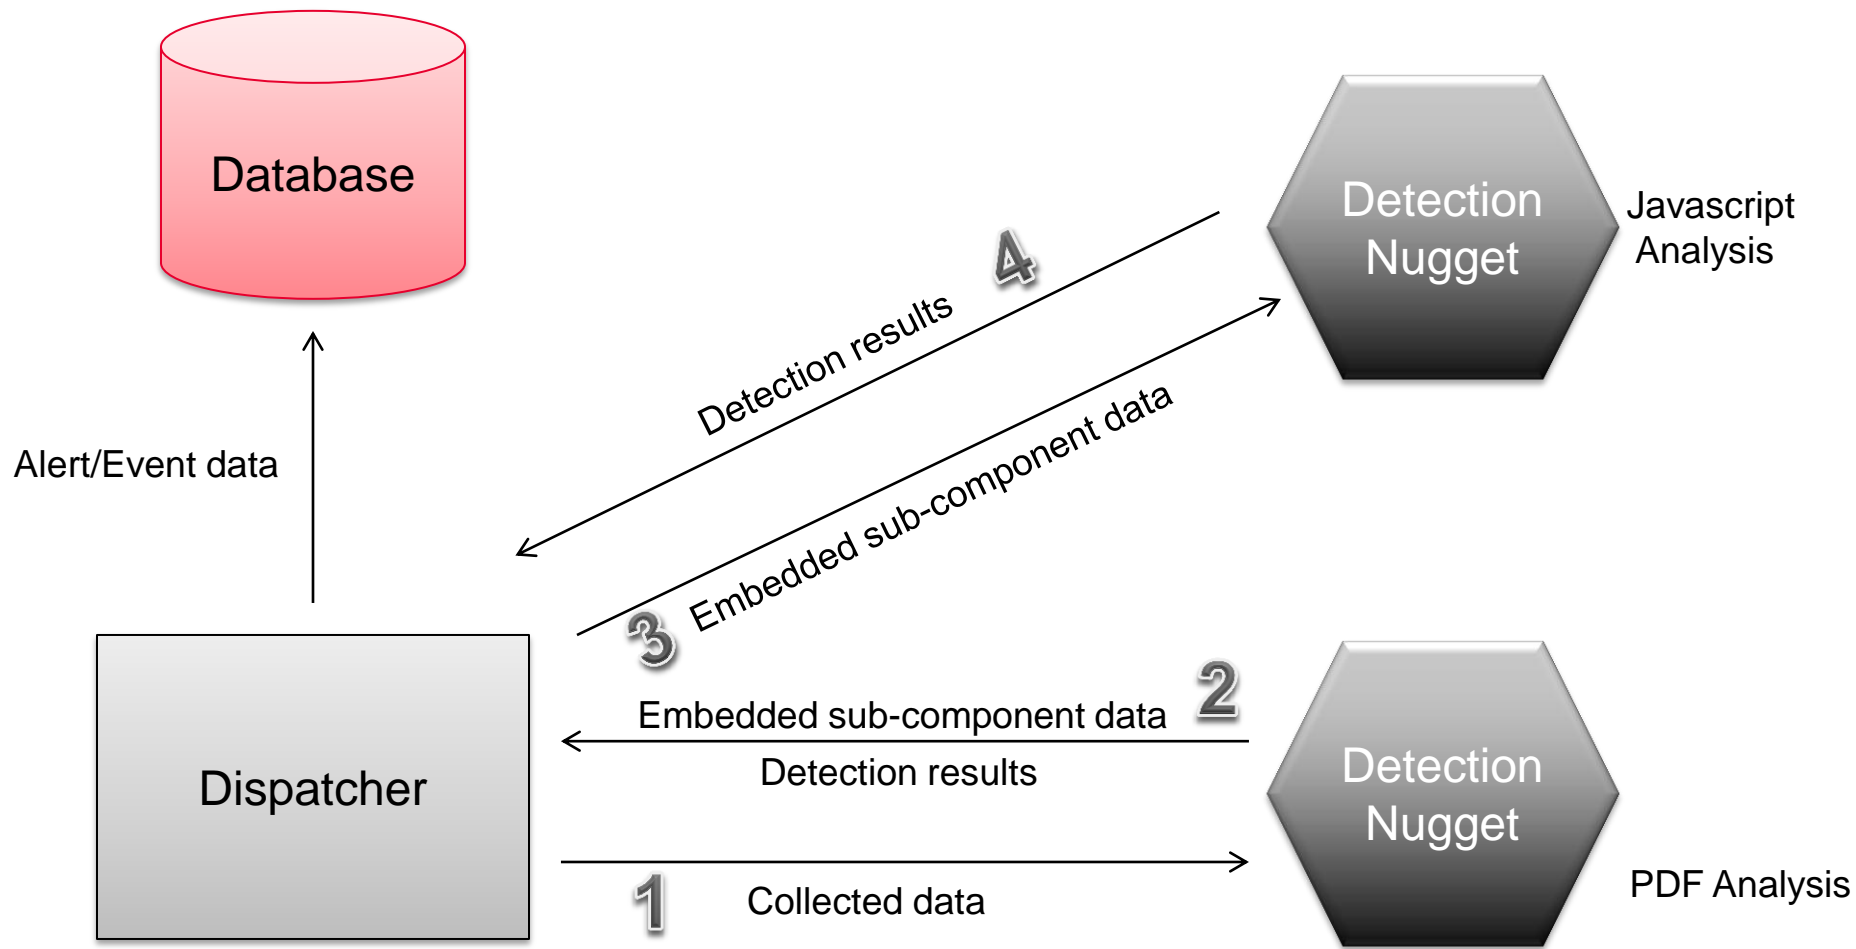 Database
Detection
Nugget
Javascript
Analysis
4
Detection results
Embedded sub-component data
3
Alert/Event data
Dispatcher
2
Embedded sub-component data
Detection results
1
Collected data
Detection
Nugget
PDF Analysis